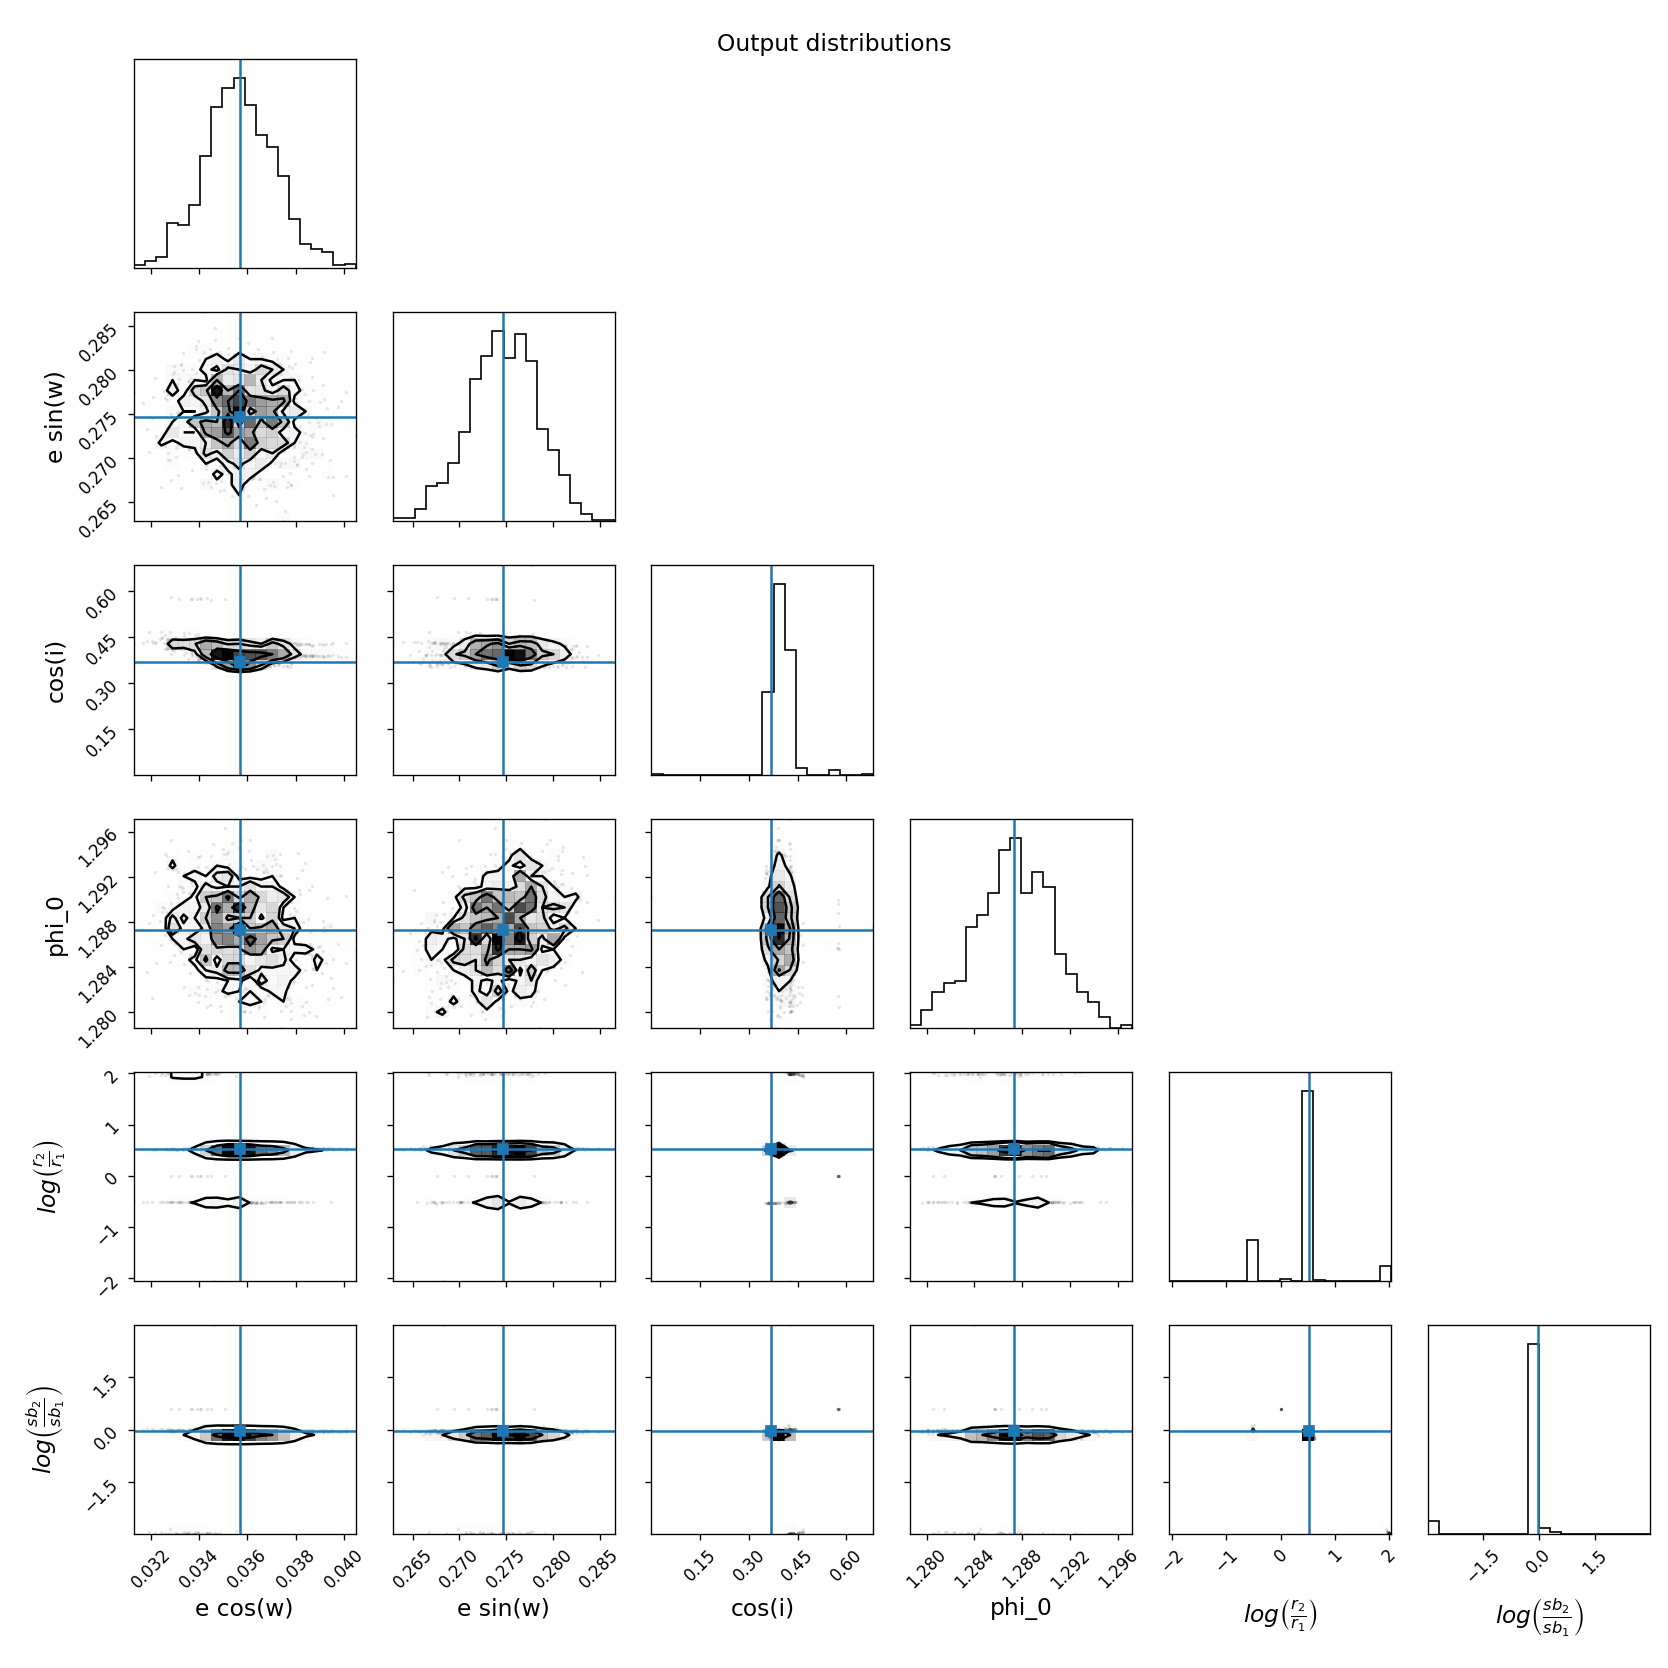 Output distributions
0.285
0.280
0.275
0.270
0.265
e sin(w)
0.60
0.45
0.30
0.15
cos(i)
1.296
1.292
1.288
1.284
1.280
phi_0
2
1
0
−1
−2
log(r₂/r₁)
1.5
0.0
−1.5
log(sb₂/sb₁)
0.032 0.034 0.036 0.038 0.040 0.265 0.270 0.275 0.280 0.285 0.15 0.30 0.45 0.60 1.280 1.284 1.288 1.292 1.296 −2 −1 0 1 2 −1.5 0.0 1.5
e cos(w) e sin(w) cos(i) phi_0 log(r₂/r₁) log(sb₂/sb₁)